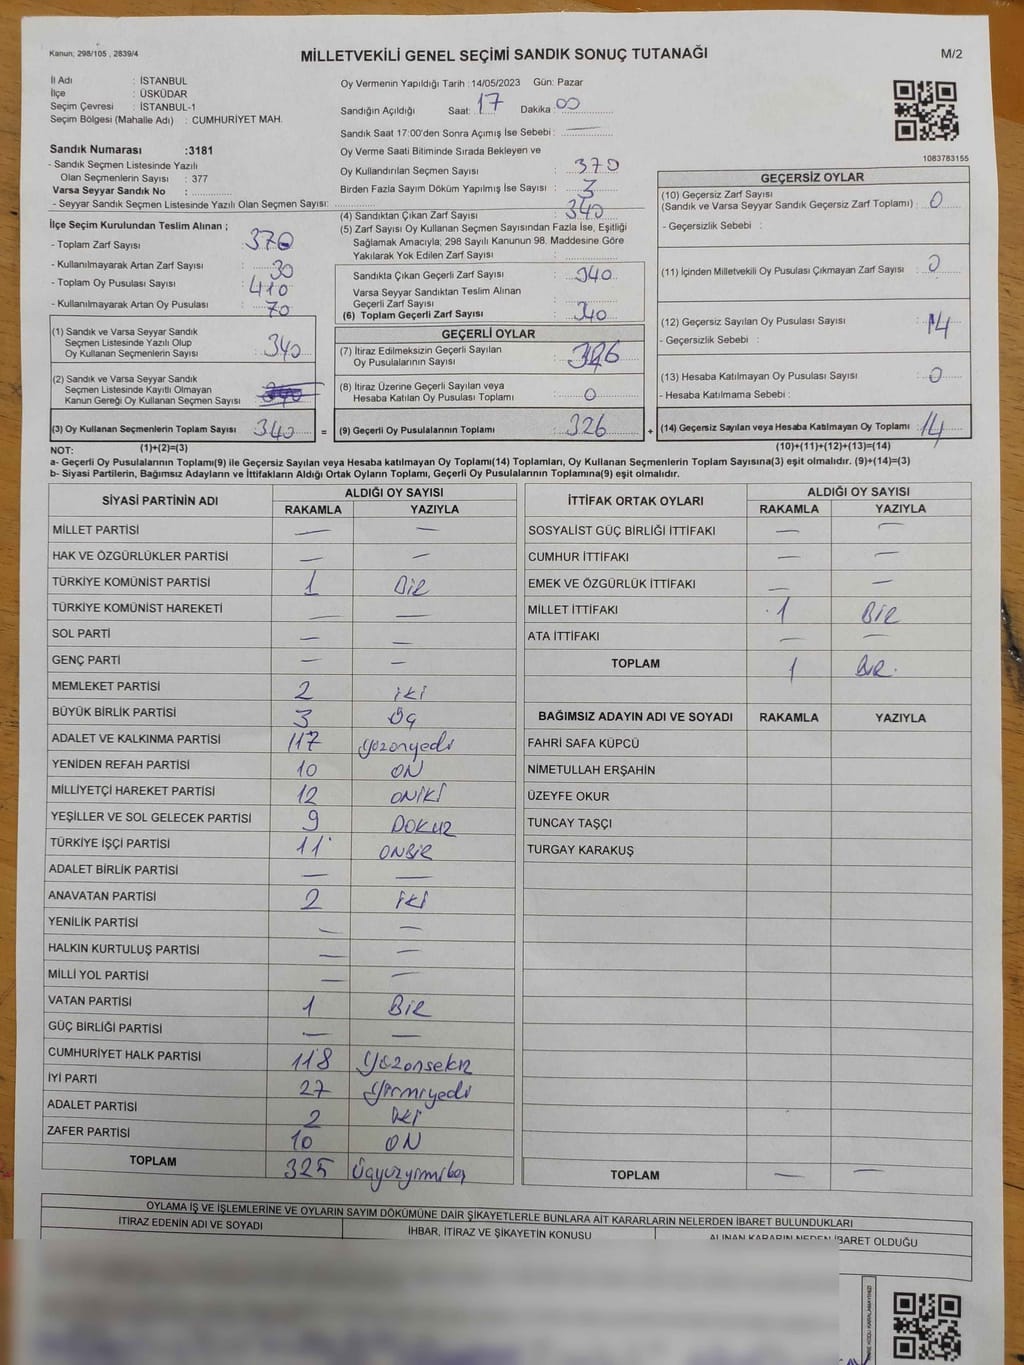 Kanun; 298/105 , 2839/4
MİLLETVEKİLİ GENEL SEÇİMİ SANDIK SONUÇ TUTANAĞI
M/2
İl Adı : İSTANBUL
İlçe : ÜSKÜDAR
Seçim Çevresi : İSTANBUL-1
Seçim Bölgesi (Mahalle Adı) : CUMHURİYET MAH.
Sandık Numarası :3181
- Sandık Seçmen Listesinde Yazılı
Olan Seçmenlerin Sayısı : 377
Varsa Seyyar Sandık No :
- Seyyar Sandık Seçmen Listesinde Yazılı Olan Seçmen Sayısı:
Oy Vermenin Yapıldığı Tarih : 14/05/2023 Gün: Pazar
Sandığın Açıldığı Saat: 17 Dakika : 00
Sandık Saat 17:00'den Sonra Açımış İse Sebebi : —
Oy Verme Saati Bitiminde Sırada Bekleyen ve
Oy Kullandırılan Seçmen Sayısı : 370
Birden Fazla Sayım Döküm Yapılmış İse Sayısı : 3
1083783155
İlçe Seçim Kurulundan Teslim Alınan ;
- Toplam Zarf Sayısı : 370
- Kullanılmayarak Artan Zarf Sayısı : 30
- Toplam Oy Pusulası Sayısı : 410
- Kullanılmayarak Artan Oy Pusulası : 70
(1) Sandık ve Varsa Seyyar Sandık
Seçmen Listesinde Yazılı Olup
Oy Kullanan Seçmenlerin Sayısı : 340
(2) Sandık ve Varsa Seyyar Sandık
Seçmen Listesinde Kayıtlı Olmayan
Kanun Gereği Oy Kullanan Seçmen Sayısı :
(3) Oy Kullanan Seçmenlerin Toplam Sayısı : 340 =
(4) Sandıktan Çıkan Zarf Sayısı : 340
(5) Zarf Sayısı Oy Kullanan Seçmen Sayısından Fazla İse, Eşitliği
Sağlamak Amacıyla; 298 Sayılı Kanunun 98. Maddesine Göre
Yakılarak Yok Edilen Zarf Sayısı :
Sandıkta Çıkan Geçerli Zarf Sayısı : 340
Varsa Seyyar Sandıktan Teslim Alınan
Geçerli Zarf Sayısı :
(6) Toplam Geçerli Zarf Sayısı : 340
GEÇERLİ OYLAR
(7) İtiraz Edilmeksizin Geçerli Sayılan
Oy Pusulalarının Sayısı : 326
(8) İtiraz Üzerine Geçerli Sayılan veya
Hesaba Katılan Oy Pusulası Toplamı : 0
(9) Geçerli Oy Pusulalarının Toplamı : 326 +
GEÇERSİZ OYLAR
(10) Geçersiz Zarf Sayısı
(Sandık ve Varsa Seyyar Sandık Geçersiz Zarf Toplamı) : 0
- Geçersizlik Sebebi :
(11) İçinden Milletvekili Oy Pusulası Çıkmayan Zarf Sayısı : 0
(12) Geçersiz Sayılan Oy Pusulası Sayısı : 14
- Geçersizlik Sebebi :
(13) Hesaba Katılmayan Oy Pusulası Sayısı : 0
- Hesaba Katılmama Sebebi :
(14) Geçersiz Sayılan veya Hesaba Katılmayan Oy Toplamı : 14
NOT: (1)+(2)=(3) (10)+(11)+(12)+(13)=(14)
a- Geçerli Oy Pusulalarının Toplamı(9) ile Geçersiz Sayılan veya Hesaba katılmayan Oy Toplamı(14) Toplamları, Oy Kullanan Seçmenlerin Toplam Sayısına(3) eşit olmalıdır. (9)+(14)=(3)
b- Siyasi Partilerin, Bağımsız Adayların ve İttifakların Aldığı Ortak Oyların Toplamı, Geçerli Oy Pusulalarının Toplamına(9) eşit olmalıdır.
SİYASİ PARTİNİN ADI ALDIĞI OY SAYISI
RAKAMLA YAZIYLA
MİLLET PARTİSİ — —
HAK VE ÖZGÜRLÜKLER PARTİSİ — —
TÜRKİYE KOMÜNİST PARTİSİ 1 BİR
TÜRKİYE KOMÜNİST HAREKETİ — —
SOL PARTİ — —
GENÇ PARTİ — —
MEMLEKET PARTİSİ 2 iki
BÜYÜK BİRLİK PARTİSİ 3 Üç
ADALET VE KALKINMA PARTİSİ 117 yüzonyedi
YENİDEN REFAH PARTİSİ 10 ON
MİLLİYETÇİ HAREKET PARTİSİ 12 ONİKİ
YEŞİLLER VE SOL GELECEK PARTİSİ 9 DOKUZ
TÜRKİYE İŞÇİ PARTİSİ 11 ONBİR
ADALET BİRLİK PARTİSİ — —
ANAVATAN PARTİSİ 2 iki
YENİLİK PARTİSİ — —
HALKIN KURTULUŞ PARTİSİ — —
MİLLİ YOL PARTİSİ — —
VATAN PARTİSİ 1 BİR
GÜÇ BİRLİĞİ PARTİSİ — —
CUMHURİYET HALK PARTİSİ 118 yüzonsekiz
İYİ PARTİ 27 yirmiyedi
ADALET PARTİSİ 2 iki
ZAFER PARTİSİ 10 ON
TOPLAM 325 üçyüzyirmibeş
İTTİFAK ORTAK OYLARI ALDIĞI OY SAYISI
RAKAMLA YAZIYLA
SOSYALİST GÜÇ BİRLİĞİ İTTİFAKI — —
CUMHUR İTTİFAKI — —
EMEK VE ÖZGÜRLÜK İTTİFAKI — —
MİLLET İTTİFAKI 1 BİR
ATA İTTİFAKI — —
TOPLAM 1 BİR.
BAĞIMSIZ ADAYIN ADI VE SOYADI RAKAMLA YAZIYLA
FAHRİ SAFA KÜPCÜ
NİMETULLAH ERŞAHİN
ÜZEYFE OKUR
TUNCAY TAŞÇI
TURGAY KARAKUŞ
TOPLAM — —
OYLAMA İŞ VE İŞLEMLERİNE VE OYLARIN SAYIM DÖKÜMÜNE DAİR ŞİKAYETLERLE BUNLARA AİT KARARLARIN NELERDEN İBARET BULUNDUKLARI
İTİRAZ EDENİN ADI VE SOYADI İHBAR, İTİRAZ VE ŞİKAYETİN KONUSU ALINAN KARARIN NEDEN İBARET OLDUĞU